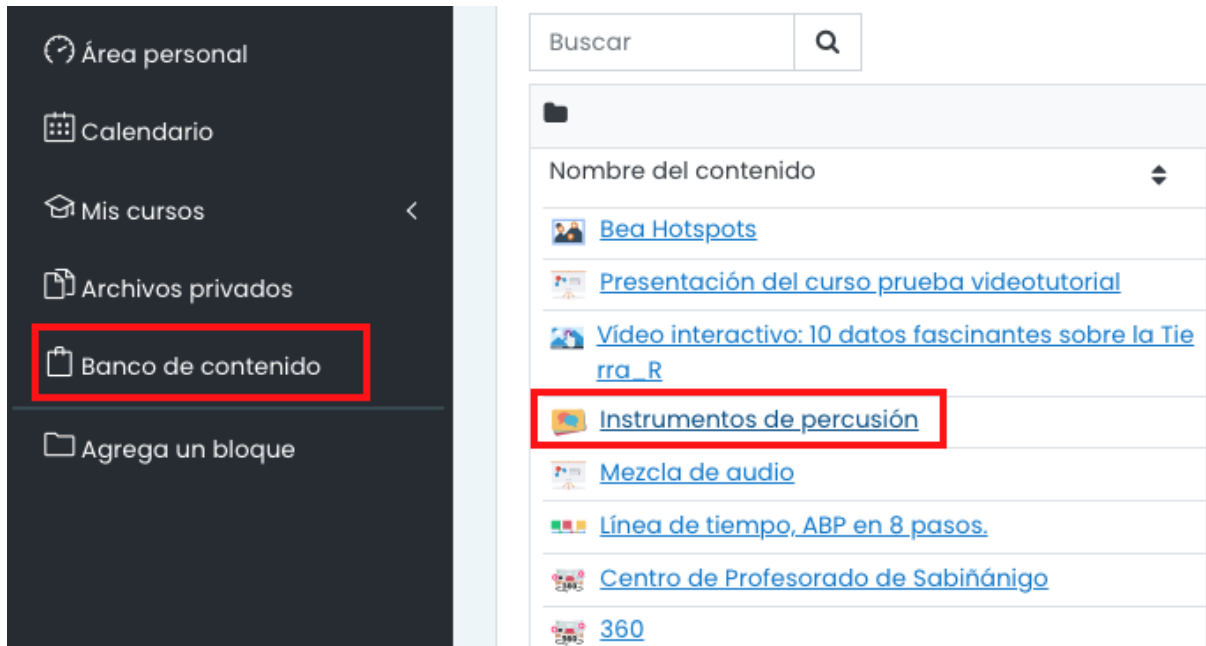 Área personal
Calendario
Mis cursos
Archivos privados
Banco de contenido
Agrega un bloque
Buscar
Nombre del contenido
Bea Hotspots
Presentación del curso prueba videotutorial
Vídeo interactivo: 10 datos fascinantes sobre la Tie
rra_R
Instrumentos de percusión
Mezcla de audio
Línea de tiempo, ABP en 8 pasos.
Centro de Profesorado de Sabiñánigo
360